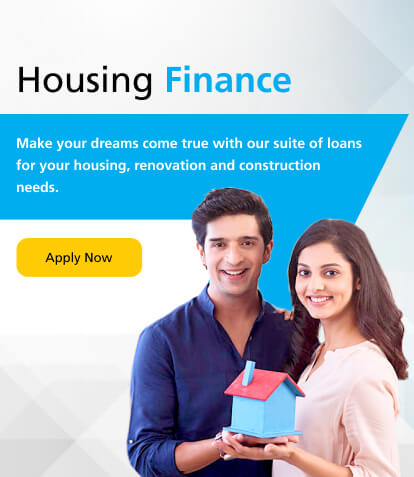 Housing Finance
Make your dreams come true with our suite of loans
for your housing, renovation and construction
needs.
Apply Now